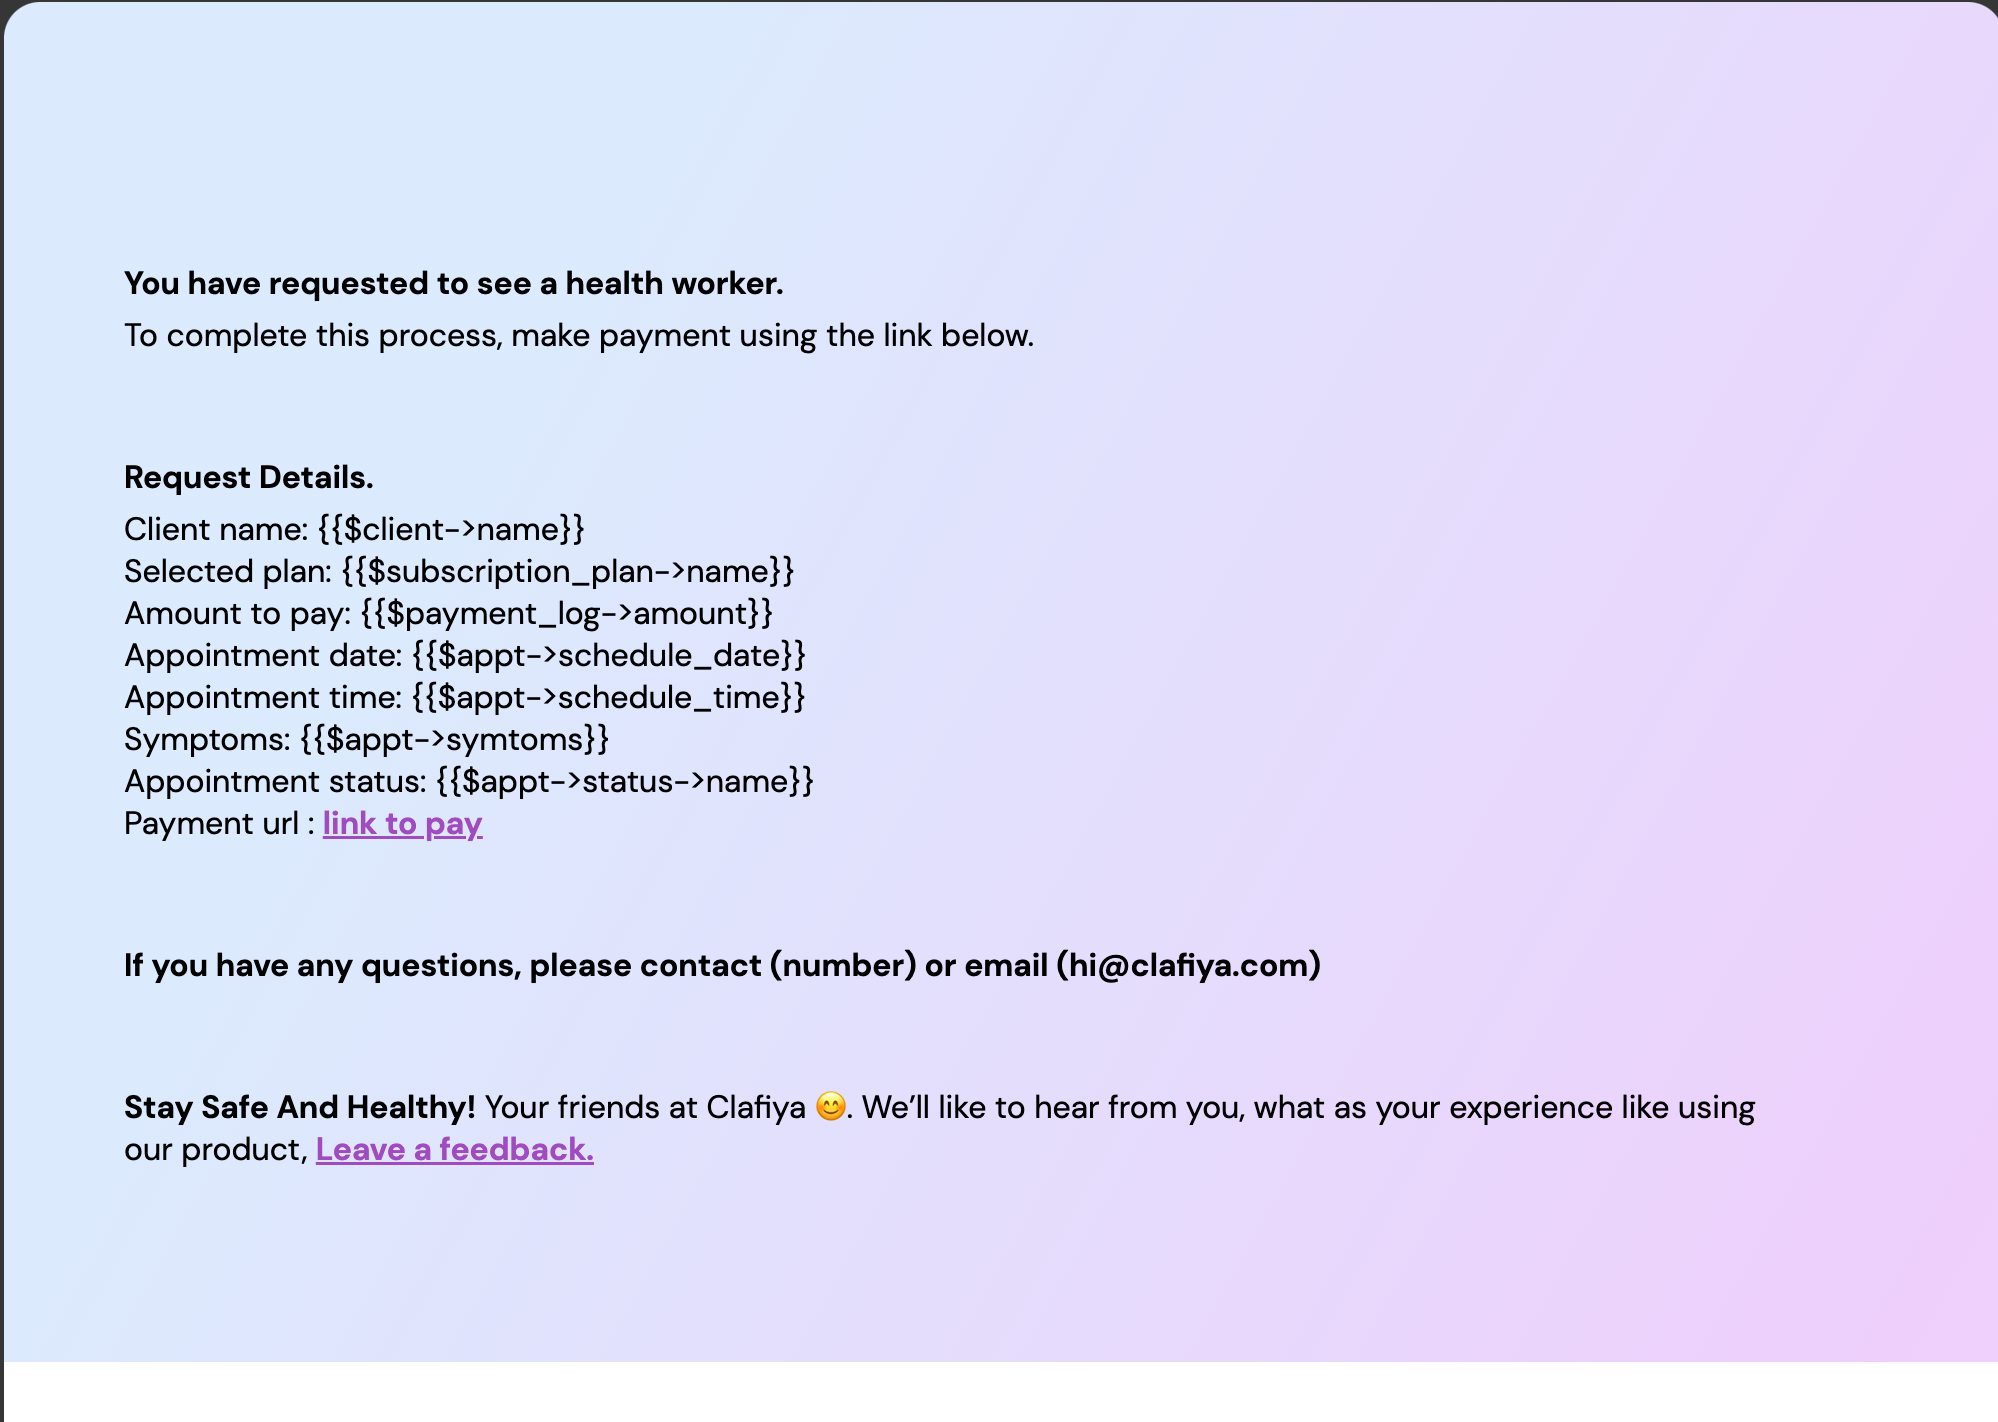 You have requested to see a health worker.
To complete this process, make payment using the link below.
Request Details.
Client name: {{$client->name}}
Selected plan: {{$subscription_plan->name}}
Amount to pay: {{$payment_log->amount}}
Appointment date: {{$appt->schedule_date}}
Appointment time: {{$appt->schedule_time}}
Symptoms: {{$appt->symtoms}}
Appointment status: {{$appt->status->name}}
Payment url : link to pay
If you have any questions, please contact (number) or email (hi@clafiya.com)
Stay Safe And Healthy! Your friends at Clafiya 😊. We’ll like to hear from you, what as your experience like using
our product, Leave a feedback.